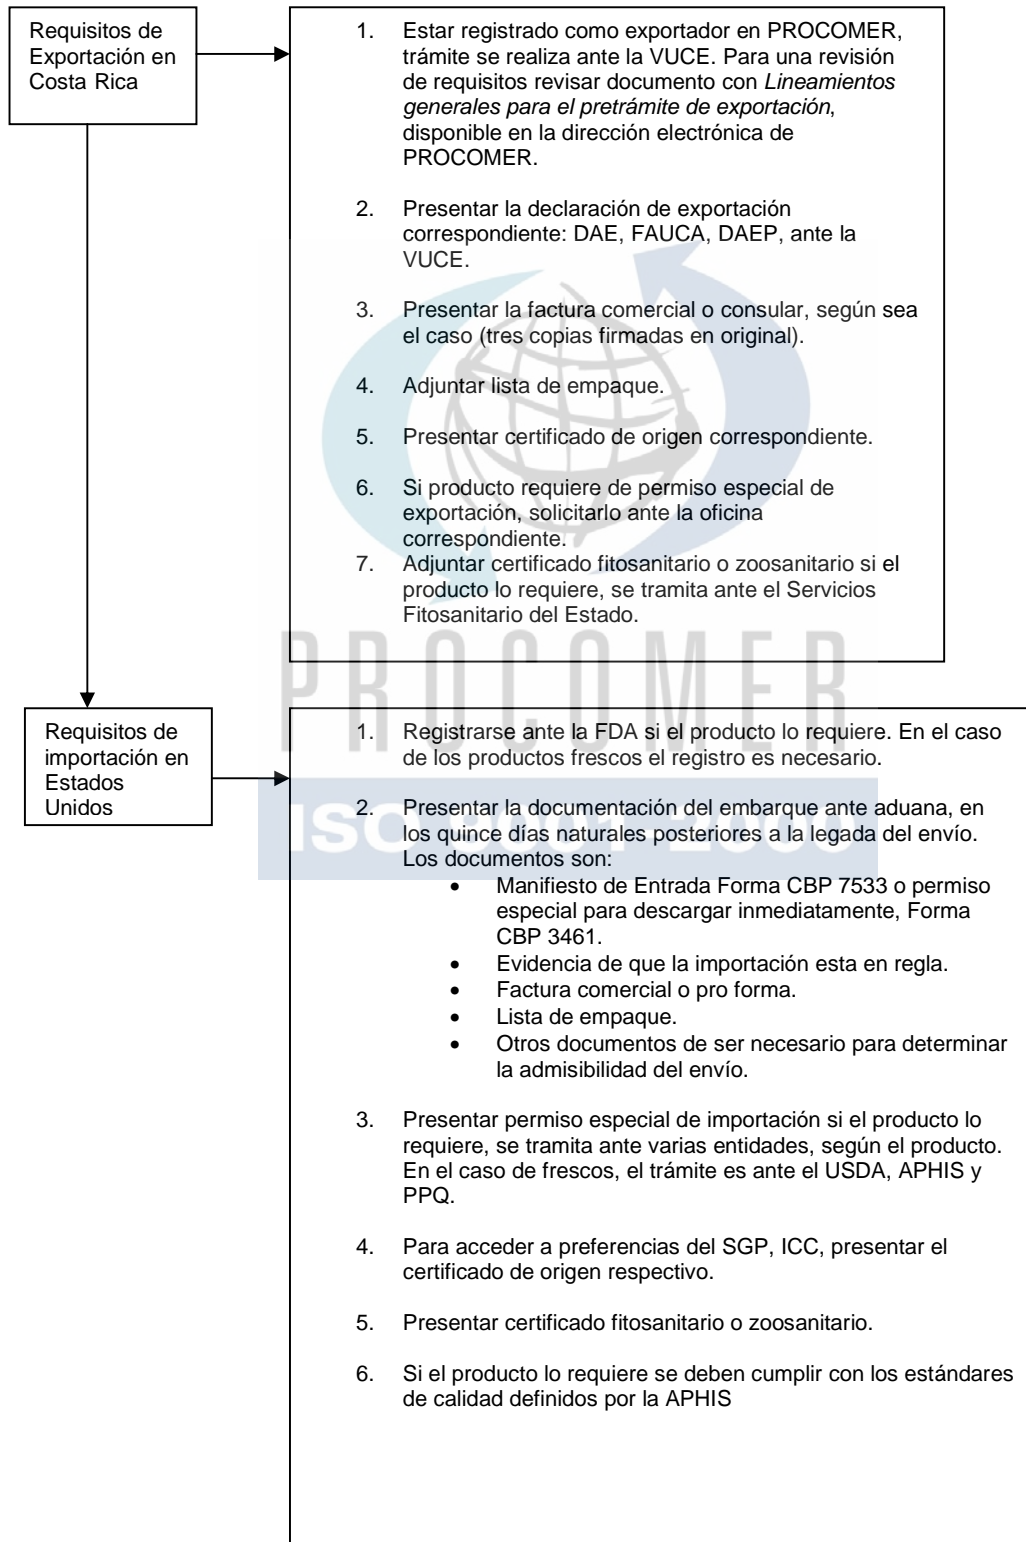 Requisitos de
Exportación en
Costa Rica
1. Estar registrado como exportador en PROCOMER,
trámite se realiza ante la VUCE. Para una revisión
de requisitos revisar documento con Lineamientos
generales para el pretrámite de exportación,
disponible en la dirección electrónica de
PROCOMER.
2. Presentar la declaración de exportación
correspondiente: DAE, FAUCA, DAEP, ante la
VUCE.
3. Presentar la factura comercial o consular, según sea
el caso (tres copias firmadas en original).
4. Adjuntar lista de empaque.
5. Presentar certificado de origen correspondiente.
6. Si producto requiere de permiso especial de
exportación, solicitarlo ante la oficina
correspondiente.
7. Adjuntar certificado fitosanitario o zoosanitario si el
producto lo requiere, se tramita ante el Servicios
Fitosanitario del Estado.
PROCOMER
ISO 9001-2000
Requisitos de
importación en
Estados
Unidos
1. Registrarse ante la FDA si el producto lo requiere. En el caso
de los productos frescos el registro es necesario.
2. Presentar la documentación del embarque ante aduana, en
los quince días naturales posteriores a la legada del envío.
Los documentos son:
• Manifiesto de Entrada Forma CBP 7533 o permiso
especial para descargar inmediatamente, Forma
CBP 3461.
• Evidencia de que la importación esta en regla.
• Factura comercial o pro forma.
• Lista de empaque.
• Otros documentos de ser necesario para determinar
la admisibilidad del envío.
3. Presentar permiso especial de importación si el producto lo
requiere, se tramita ante varias entidades, según el producto.
En el caso de frescos, el trámite es ante el USDA, APHIS y
PPQ.
4. Para acceder a preferencias del SGP, ICC, presentar el
certificado de origen respectivo.
5. Presentar certificado fitosanitario o zoosanitario.
6. Si el producto lo requiere se deben cumplir con los estándares
de calidad definidos por la APHIS